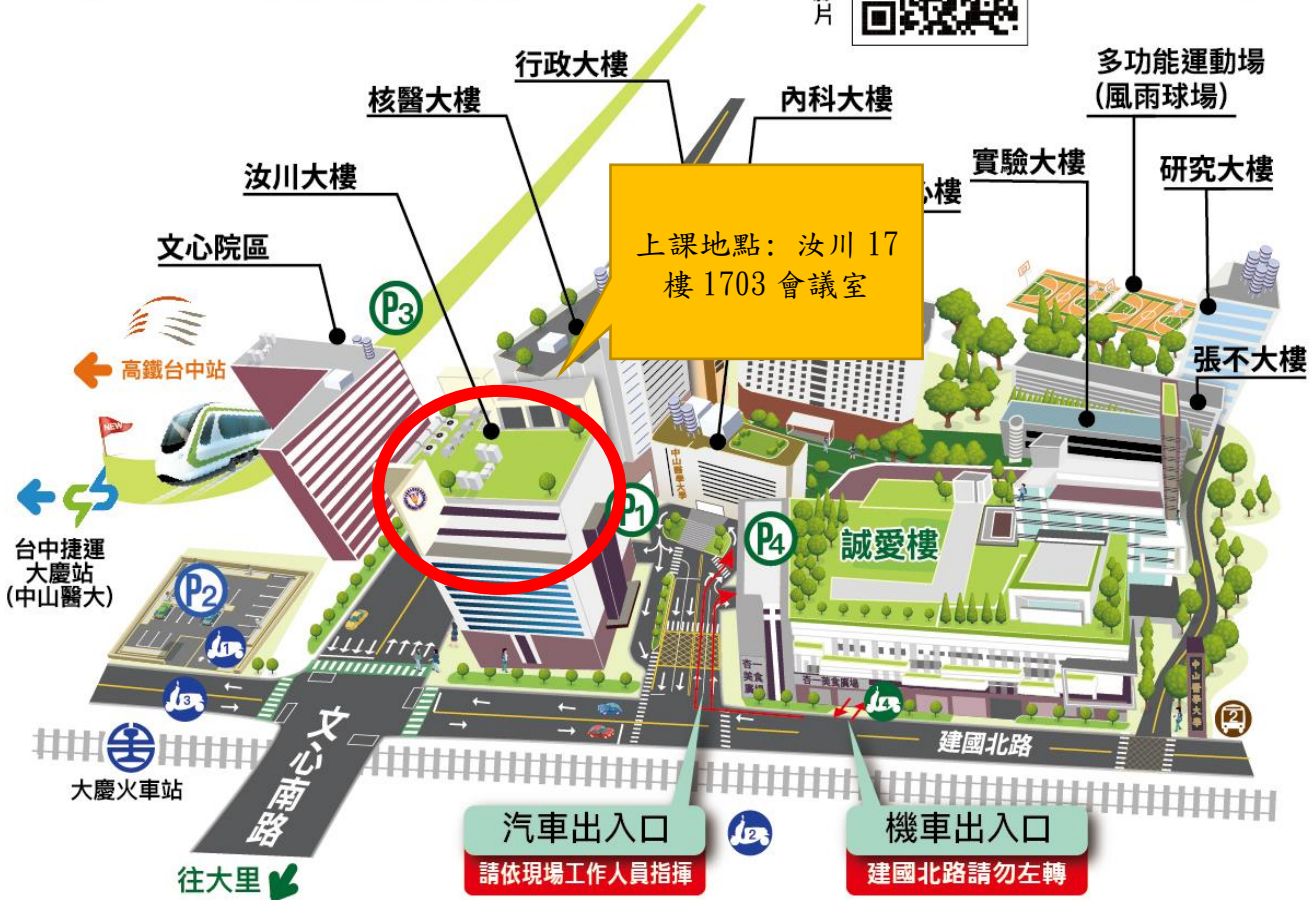 片
行政大樓
核醫大樓
內科大樓
多功能運動場
(風雨球場)
汝川大樓
實驗大樓
研究大樓
心樓
文心院區
上課地點: 汝川 17
樓 1703 會議室
P3
高鐵台中站
張不大樓
NEW
中山醫學大學
P1
P4
誠愛樓
台中捷運
大慶站
(中山醫大)
P2
1
3
杏一
美食
廣場
杏一美食廣場
中山醫學大學
2
文心南路
建國北路
大慶火車站
汽車出入口
請依現場工作人員指揮
2
機車出入口
建國北路請勿左轉
往大里